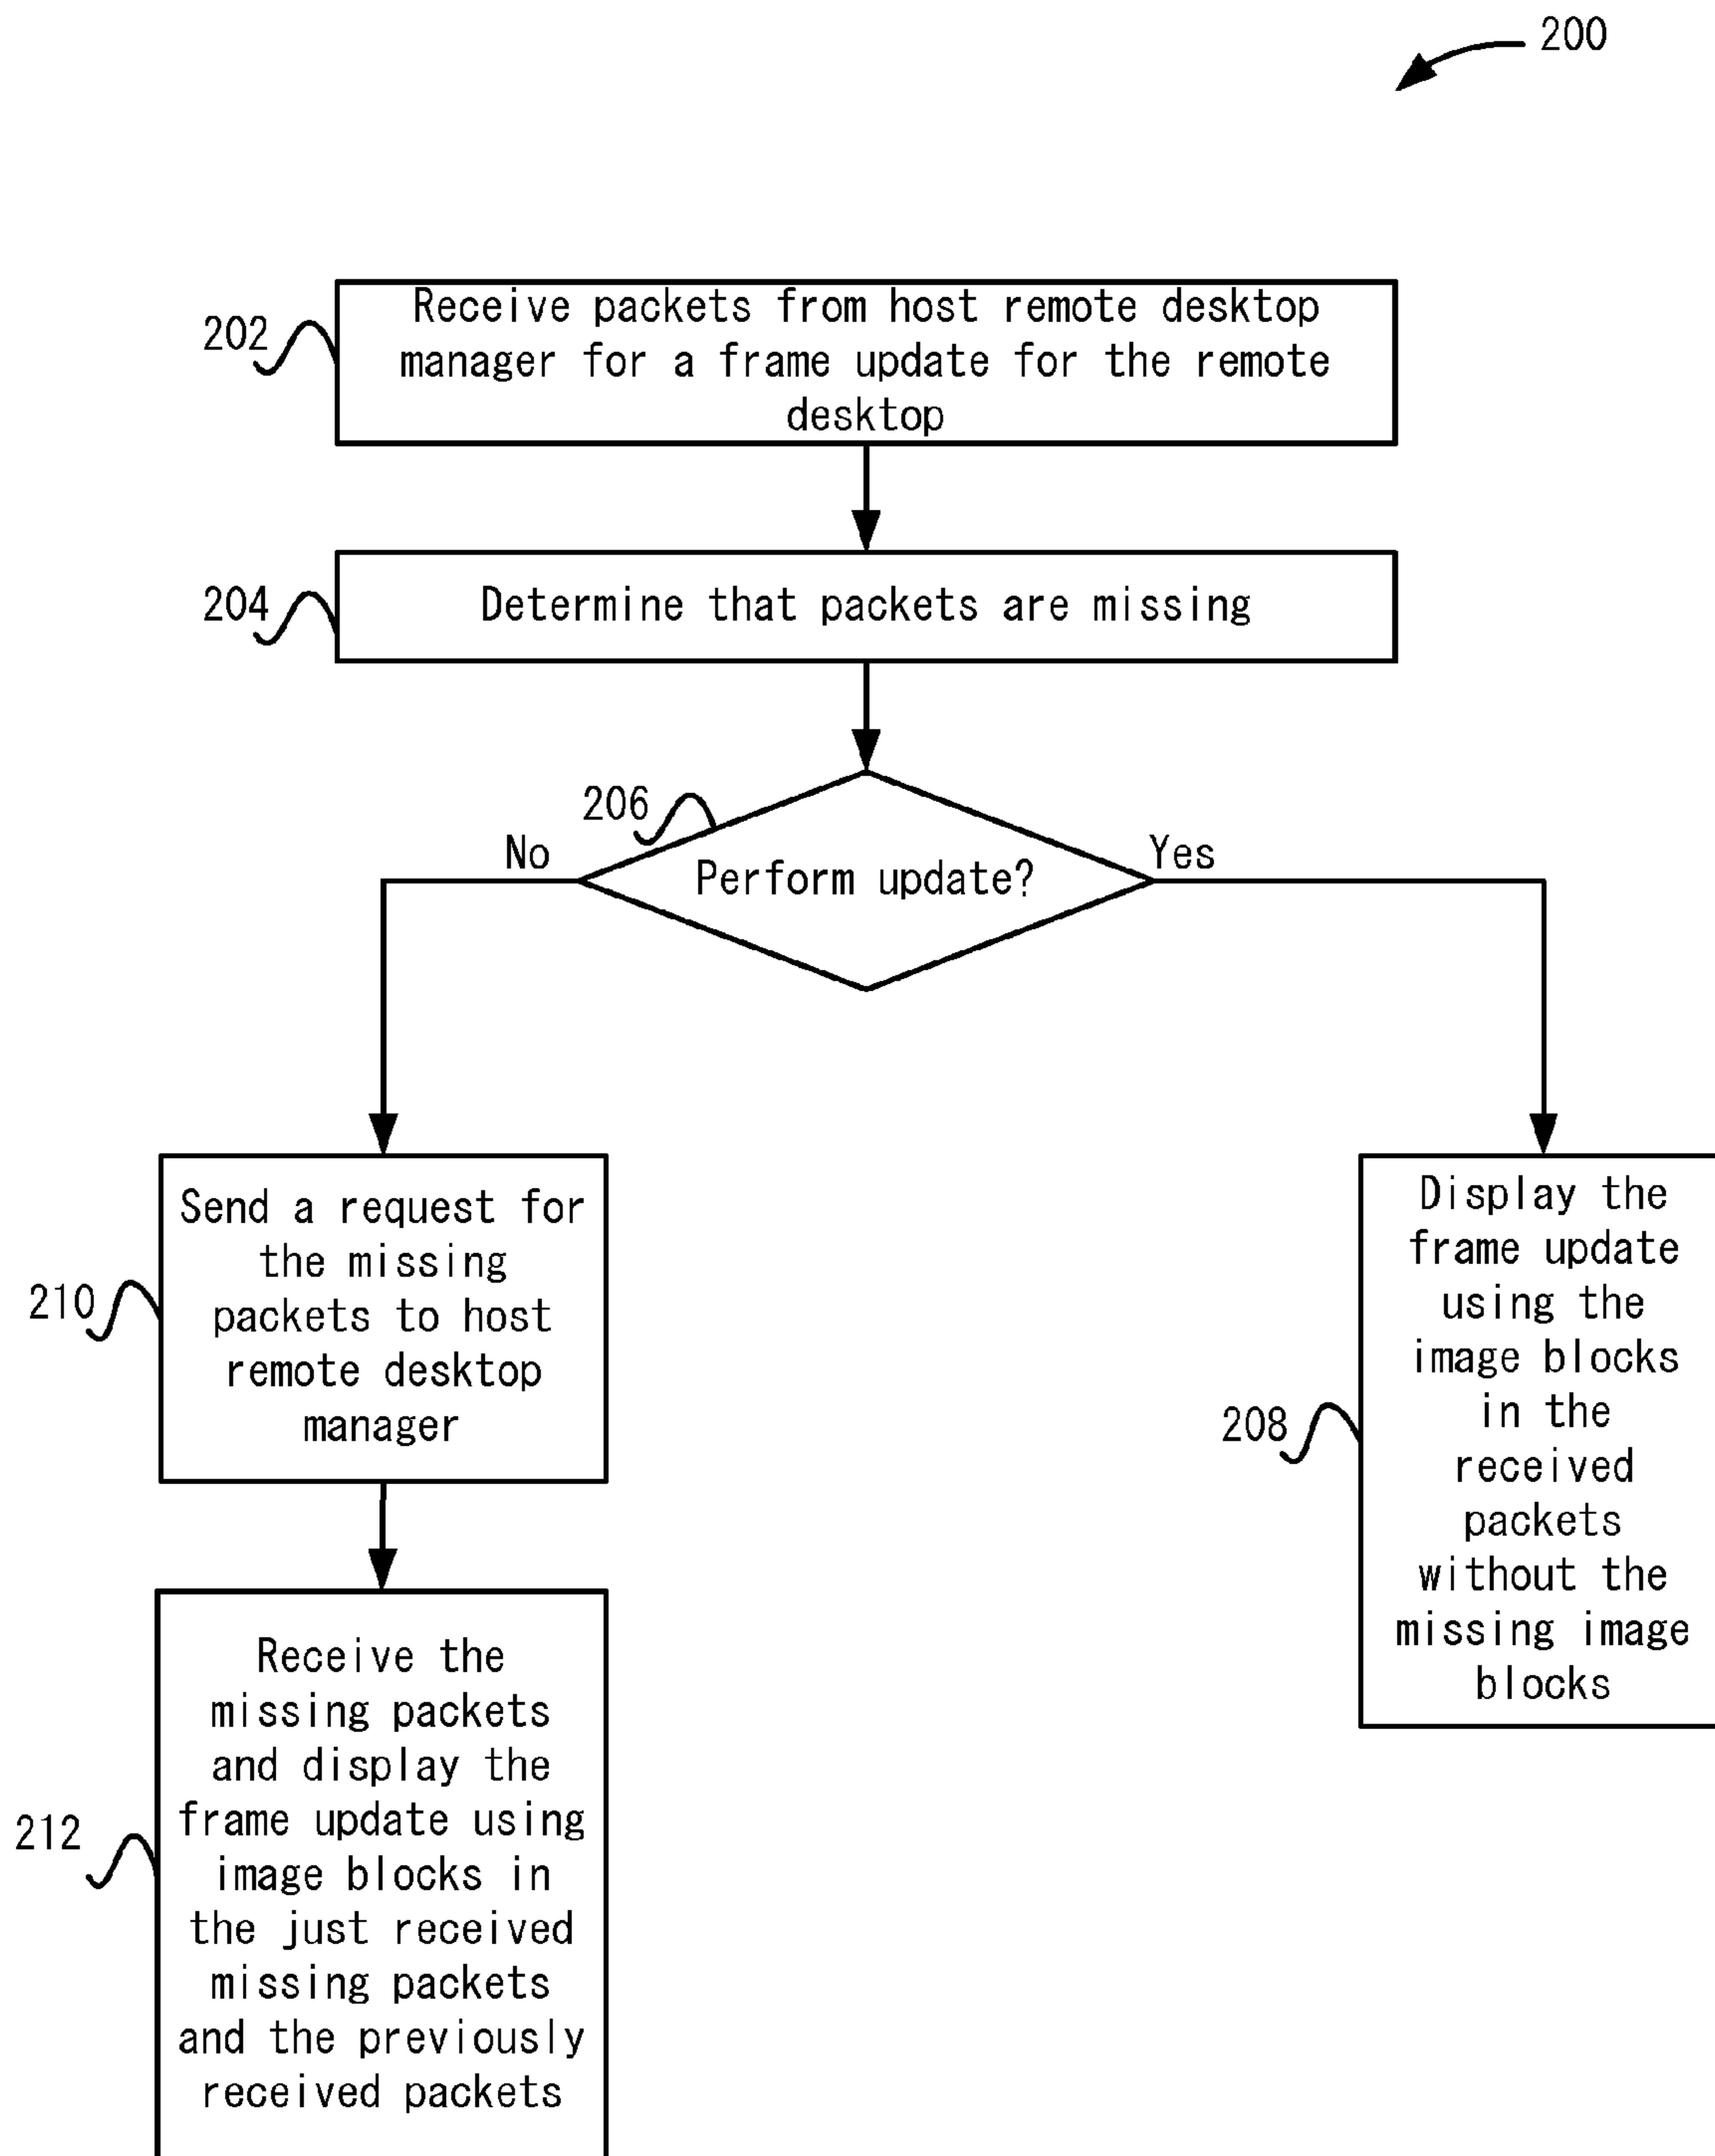 200
202
Receive packets from host remote desktop
manager for a frame update for the remote
desktop
204
Determine that packets are missing
206
No
Perform update?
Yes
210
Send a request for
the missing
packets to host
remote desktop
manager
208
Display the
frame update
using the
image blocks
in the
received
packets
without the
missing image
blocks
212
Receive the
missing packets
and display the
frame update using
image blocks in
the just received
missing packets
and the previously
received packets